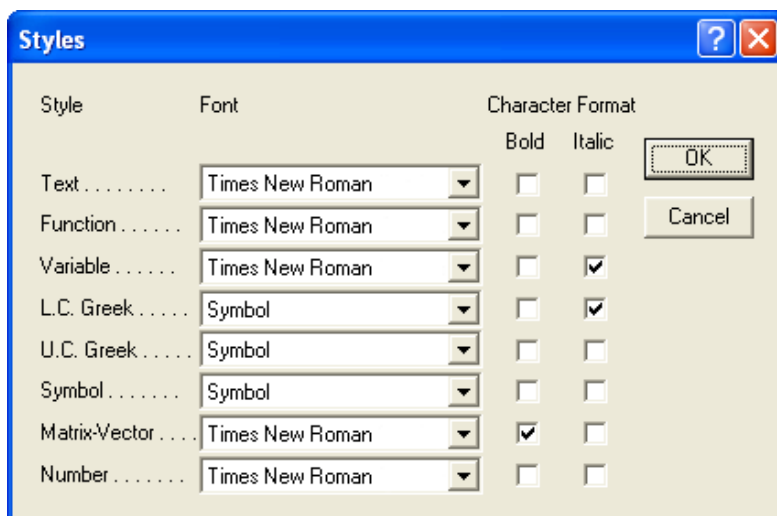 Styles
Style Font Character Format
Bold Italic
OK
Text . . . . . . . . Times New Roman
Cancel
Function . . . . . . Times New Roman
Variable . . . . . . Times New Roman
L.C. Greek . . . . . Symbol
U.C. Greek . . . . . Symbol
Symbol . . . . . . . Symbol
Matrix-Vector . . . . Times New Roman
Number . . . . . . . Times New Roman